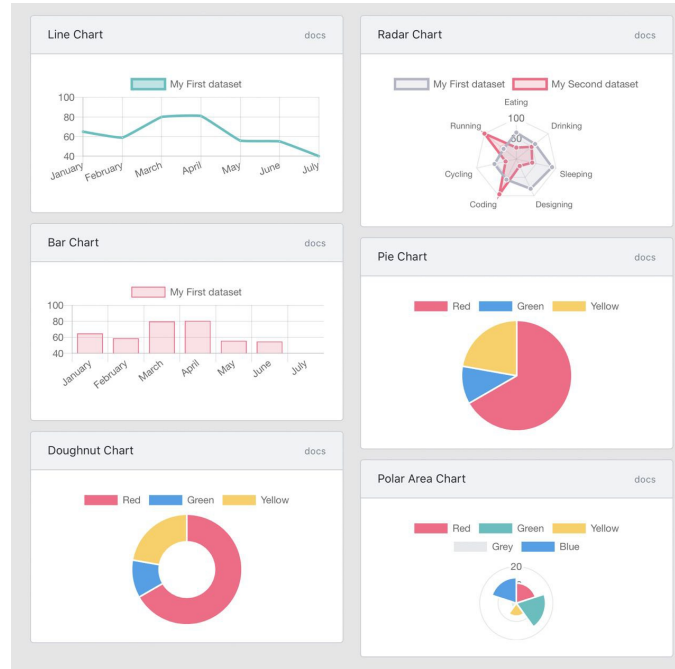 Line Chart
docs
My First dataset
100
80
60
40
January
February
March
April
May
June
July
Bar Chart
docs
My First dataset
100
80
60
40
January
February
March
April
May
June
July
Doughnut Chart
docs
Red Green Yellow
Radar Chart
docs
My First dataset My Second dataset
Eating
100
Running
Drinking
Cycling
Sleeping
Coding
Designing
Pie Chart
docs
Red Green Yellow
Polar Area Chart
docs
Red Green Yellow
Grey Blue
20